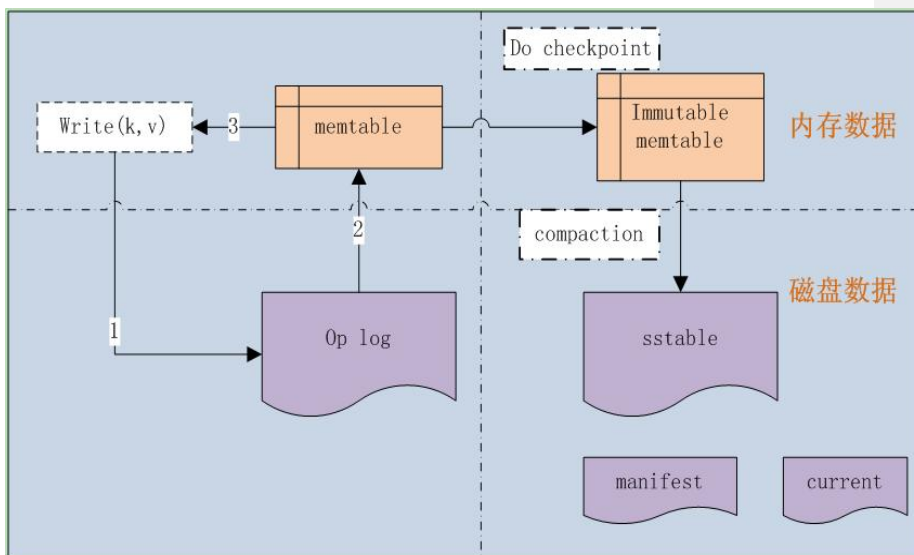 Do checkpoint
Write(k,v)
3
memtable
Immutable
memtable
内存数据
2
compaction
磁盘数据
1
Op log
sstable
manifest
current